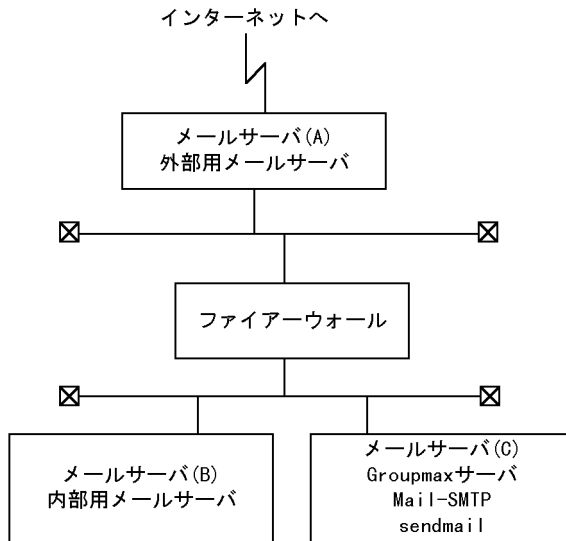 インターネットへ
メールサーバ(A)
外部用メールサーバ
ファイアーウォール
メールサーバ(B)
内部用メールサーバ
メールサーバ(C)
Groupmaxサーバ
Mail-SMTP
sendmail